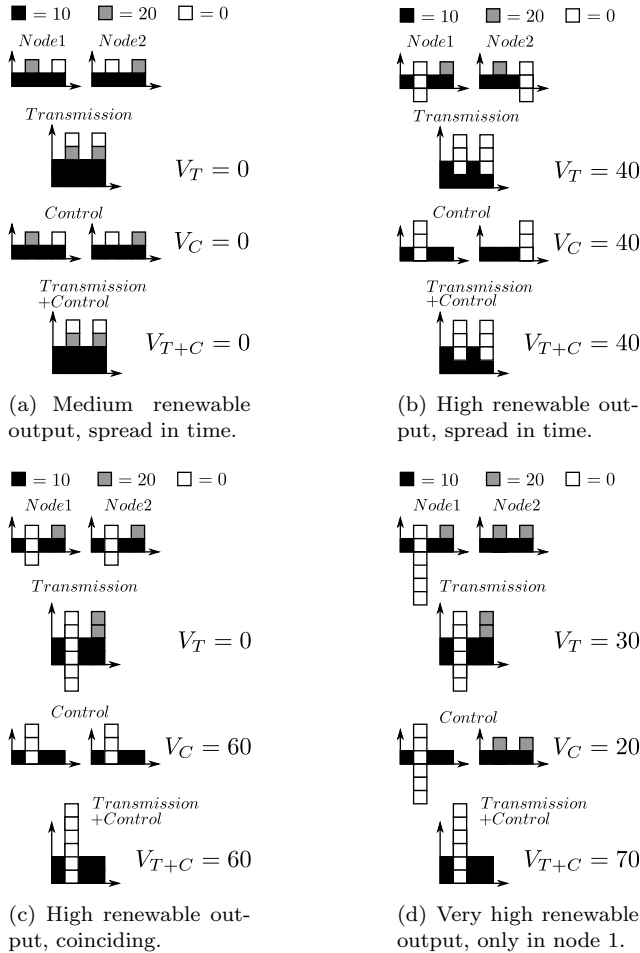 = 10 = 20 = 0
Node1 Node2
Transmission
V_T = 0
Control
V_C = 0
Transmission
+Control
V_{T+C} = 0
(a) Medium renewable
output, spread in time.
= 10 = 20 = 0
Node1 Node2
Transmission
V_T = 40
Control
V_C = 40
Transmission
+Control
V_{T+C} = 40
(b) High renewable out-
put, spread in time.
= 10 = 20 = 0
Node1 Node2
Transmission
V_T = 0
Control
V_C = 60
Transmission
+Control
V_{T+C} = 60
(c) High renewable out-
put, coinciding.
= 10 = 20 = 0
Node1 Node2
Transmission
V_T = 30
Control
V_C = 20
Transmission
+Control
V_{T+C} = 70
(d) Very high renewable
output, only in node 1.